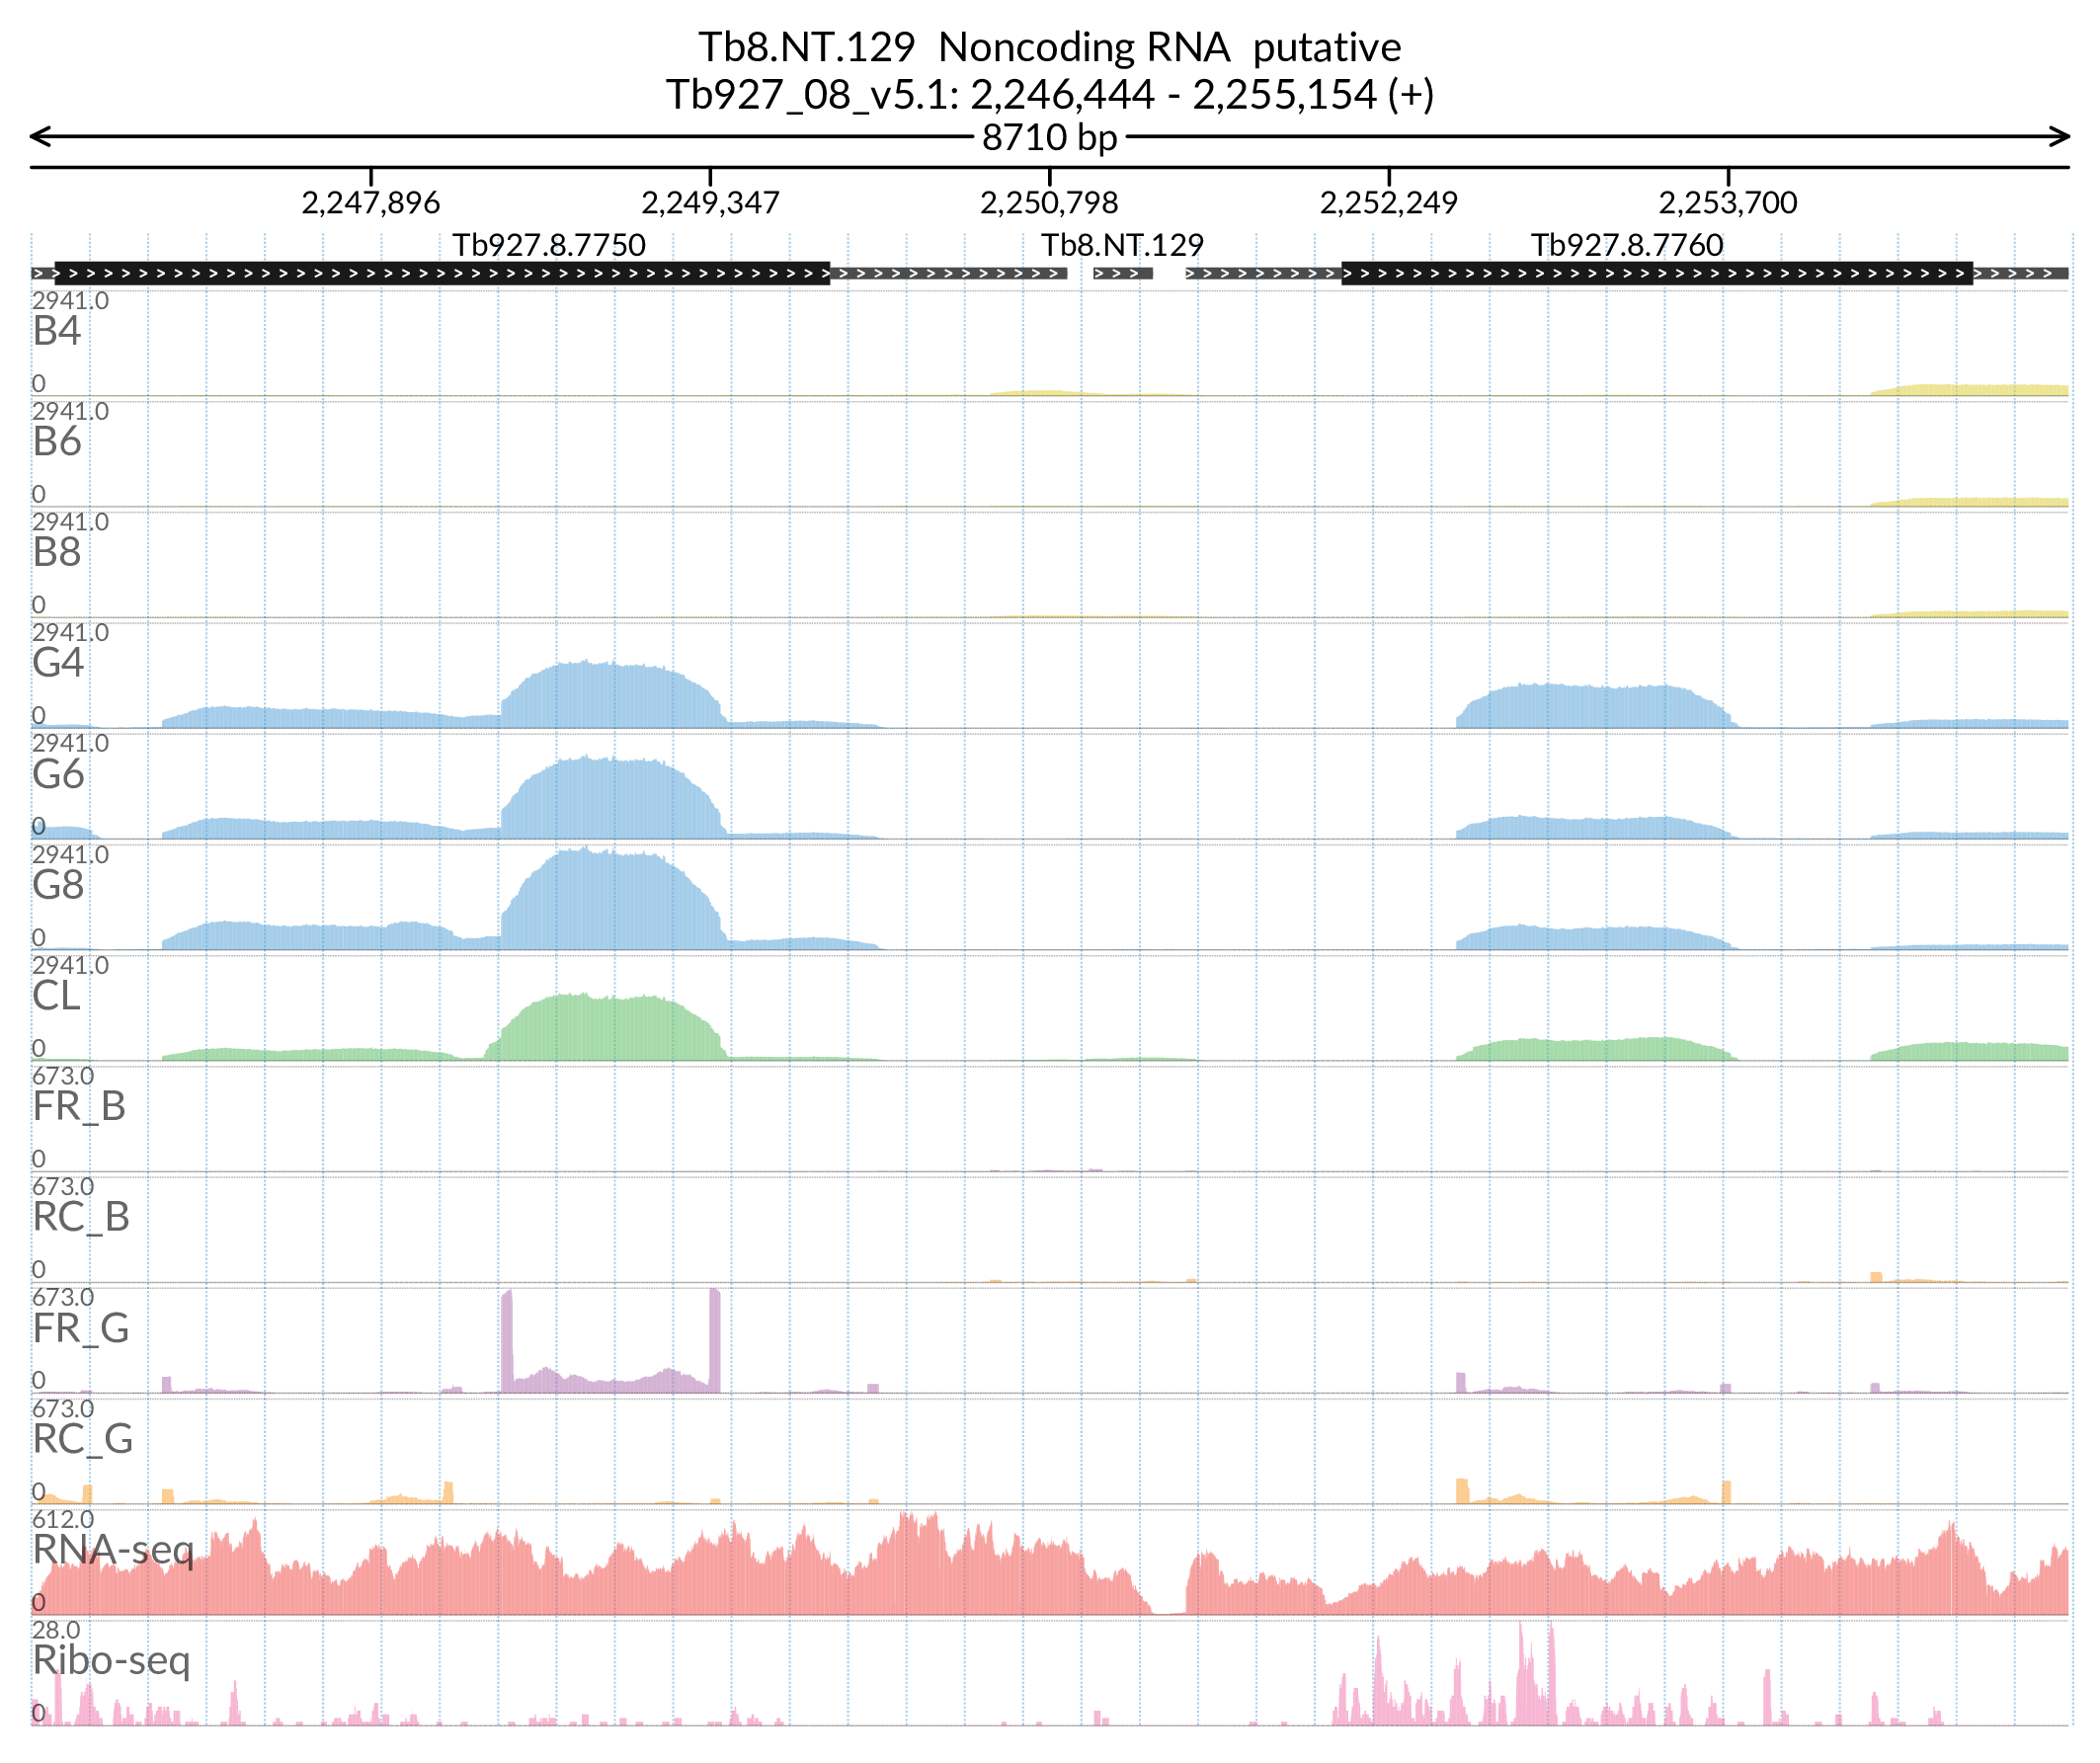 Tb8.NT.129 Noncoding RNA putative
Tb927_08_v5.1: 2,246,444 - 2,255,154 (+)
8710 bp
2,247,896 2,249,347 2,250,798 2,252,249 2,253,700
Tb927.8.7750 Tb8.NT.129 Tb927.8.7760
2941.0
B4
0
2941.0
B6
0
2941.0
B8
0
2941.0
G4
0
2941.0
G6
0
2941.0
G8
0
2941.0
CL
0
673.0
FR_B
0
673.0
RC_B
0
673.0
FR_G
0
673.0
RC_G
0
612.0
RNA-seq
0
28.0
Ribo-seq
0